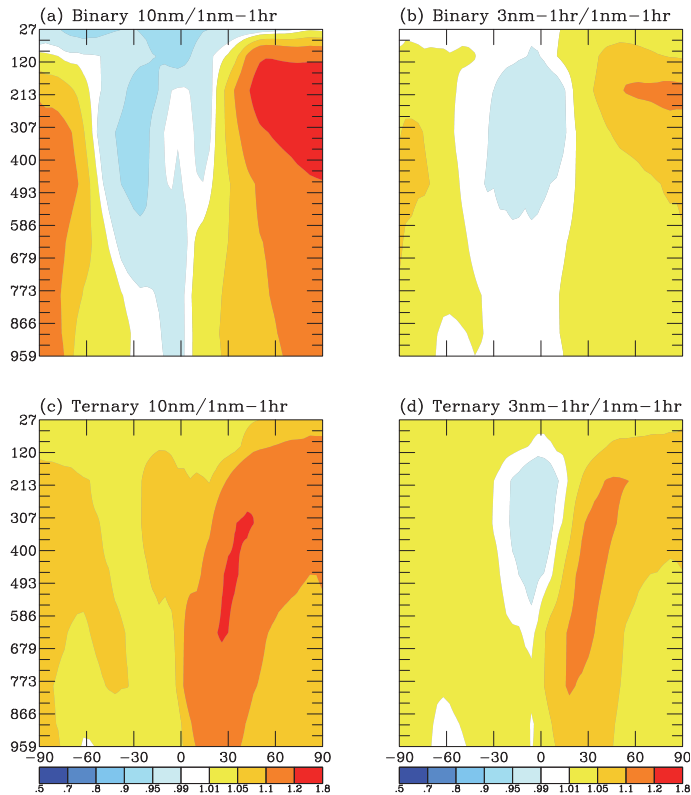 (a) Binary 10nm/1nm-1hr
(b) Binary 3nm-1hr/1nm-1hr
27
120
213
307
400
493
586
679
773
866
959
(c) Ternary 10nm/1nm-1hr
(d) Ternary 3nm-1hr/1nm-1hr
27
120
213
307
400
493
586
679
773
866
959
-90 -60 -30 0 30 60 90
-90 -60 -30 0 30 60 90
.5 .7 .8 .9 .95 .99 1.01 1.05 1.1 1.2 1.8
.5 .7 .8 .9 .95 .99 1.01 1.05 1.1 1.2 1.8